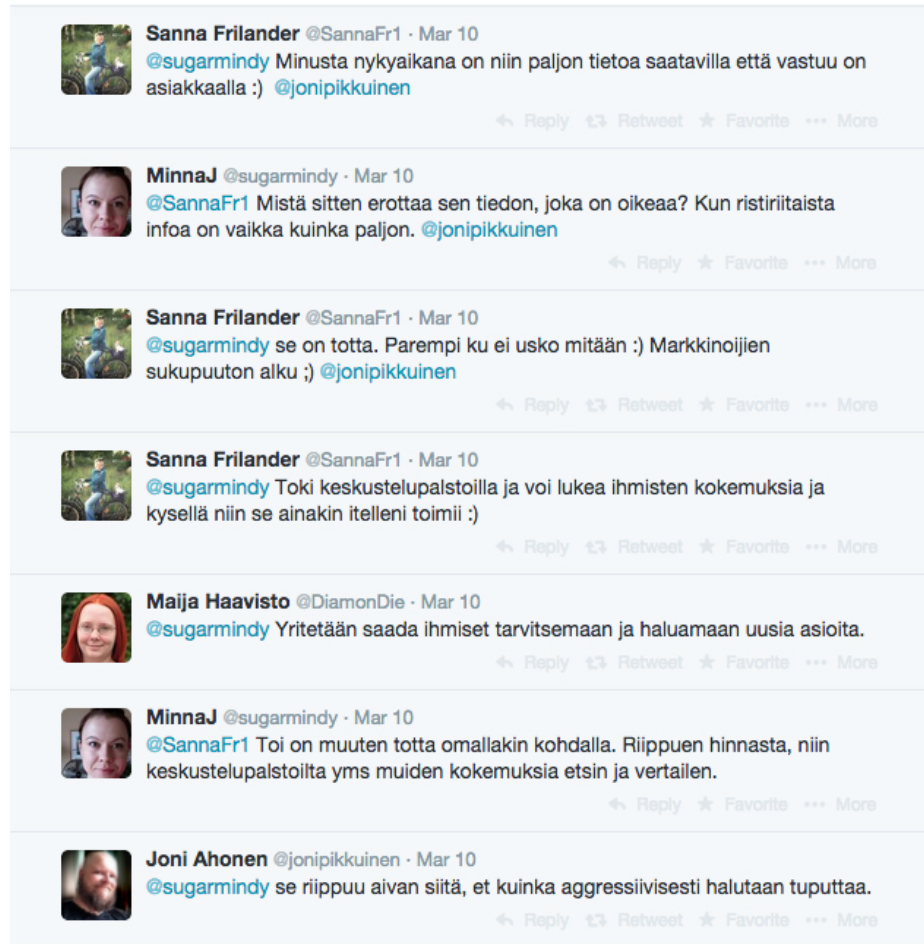 Sanna Frilander @SannaFr1 · Mar 10
@sugarmindy Minusta nykyaikana on niin paljon tietoa saatavilla että vastuu on
asiakkaalla :) @jonipikkuinen
Reply Retweet Favorite ••• More
MinnaJ @sugarmindy · Mar 10
@SannaFr1 Mistä sitten erottaa sen tiedon, joka on oikeaa? Kun ristiriitaista
infoa on vaikka kuinka paljon. @jonipikkuinen
Reply Favorite ••• More
Sanna Frilander @SannaFr1 · Mar 10
@sugarmindy se on totta. Parempi ku ei usko mitään :) Markkinoijien
sukupuuton alku ;) @jonipikkuinen
Reply Retweet Favorite ••• More
Sanna Frilander @SannaFr1 · Mar 10
@sugarmindy Toki keskustelupalstoilla ja voi lukea ihmisten kokemuksia ja
kysellä niin se ainakin itelleni toimii :)
Reply Retweet Favorite ••• More
Maija Haavisto @DiamonDie · Mar 10
@sugarmindy Yritetään saada ihmiset tarvitsemaan ja haluamaan uusia asioita.
Reply Retweet Favorite ••• More
MinnaJ @sugarmindy · Mar 10
@SannaFr1 Toi on muuten totta omallakin kohdalla. Riippuen hinnasta, niin
keskustelupalstoilta yms muiden kokemuksia etsin ja vertailen.
Reply Favorite ••• More
Joni Ahonen @jonipikkuinen · Mar 10
@sugarmindy se riippuu aivan siitä, et kuinka aggressiivisesti halutaan tuputtaa.
Reply Retweet Favorite ••• More